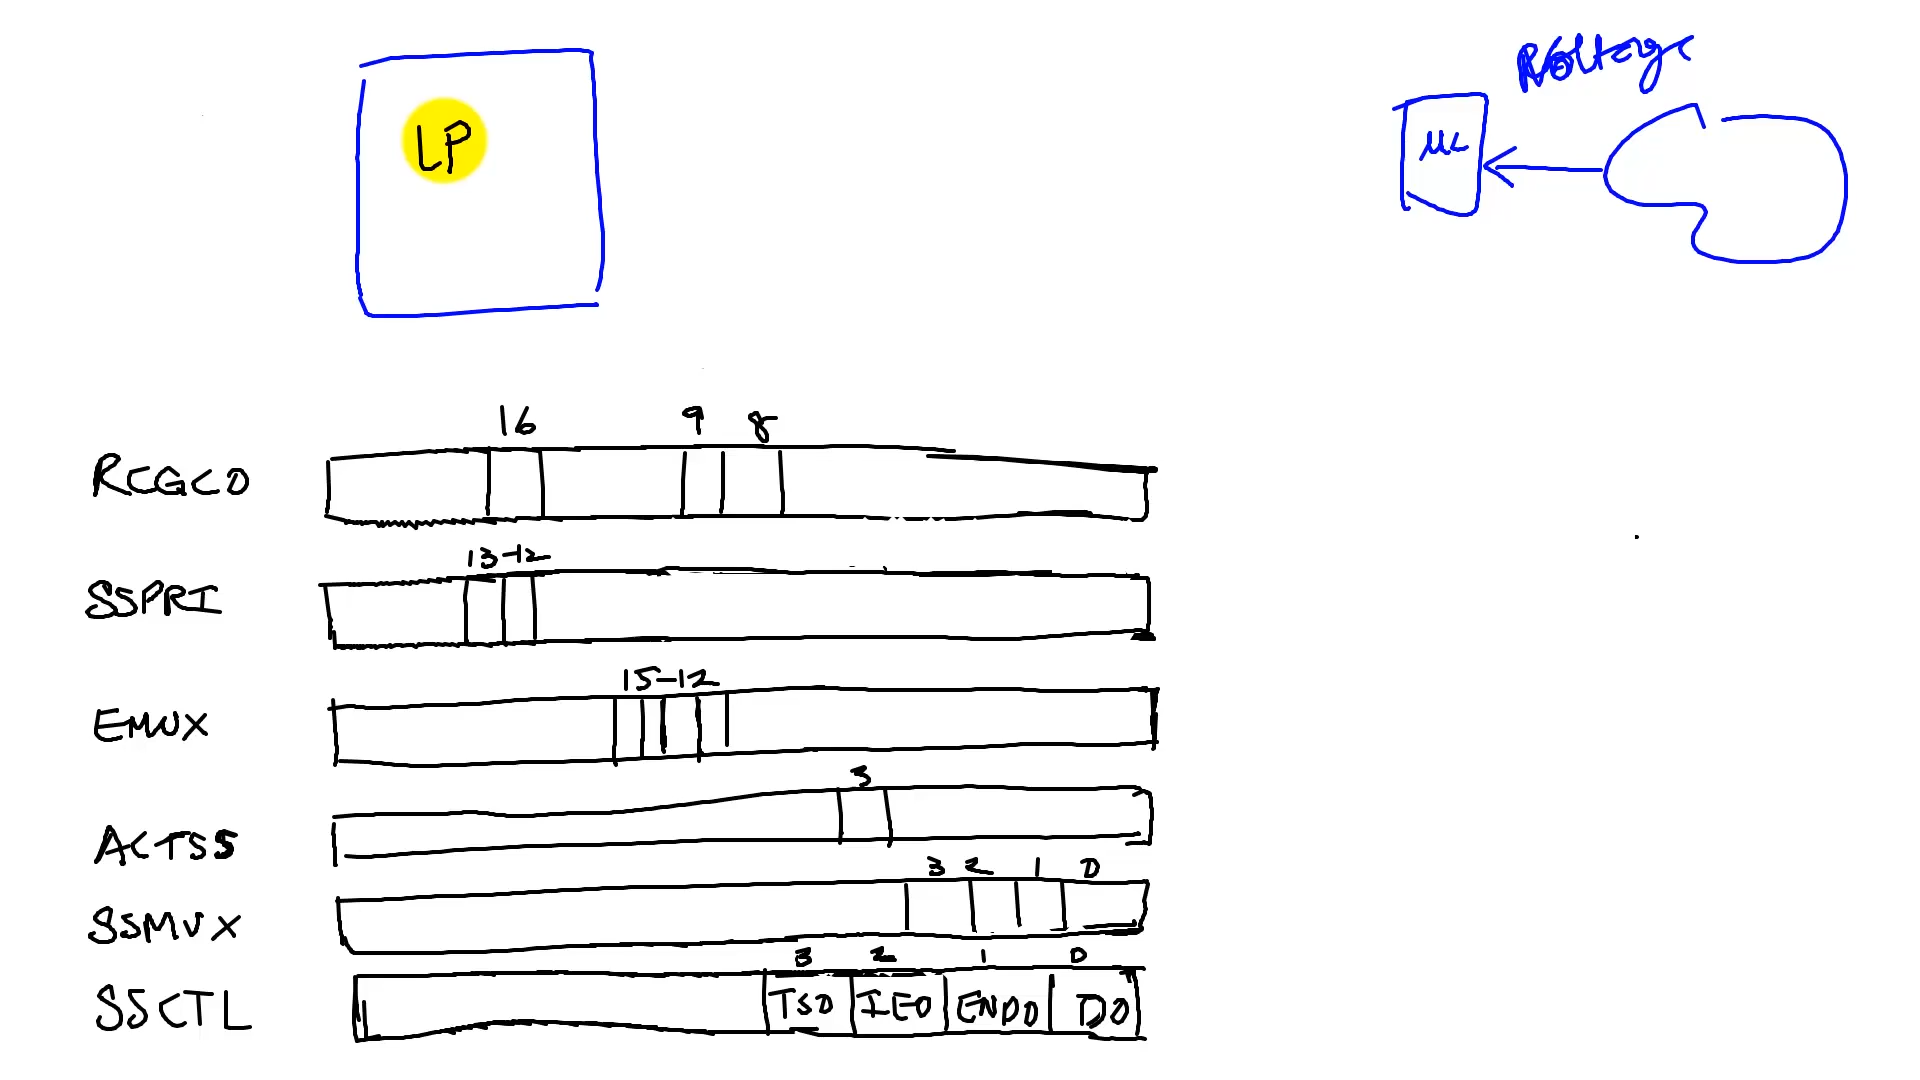 Voltage
LP
μC
16 9 8
RCGC0
13-12
SSPRI
15-12
EMUX
3
ACTSS
3 2 1 0
SSMUX
3 2 1 0
SSCTL TS0 IE0 END0 D0